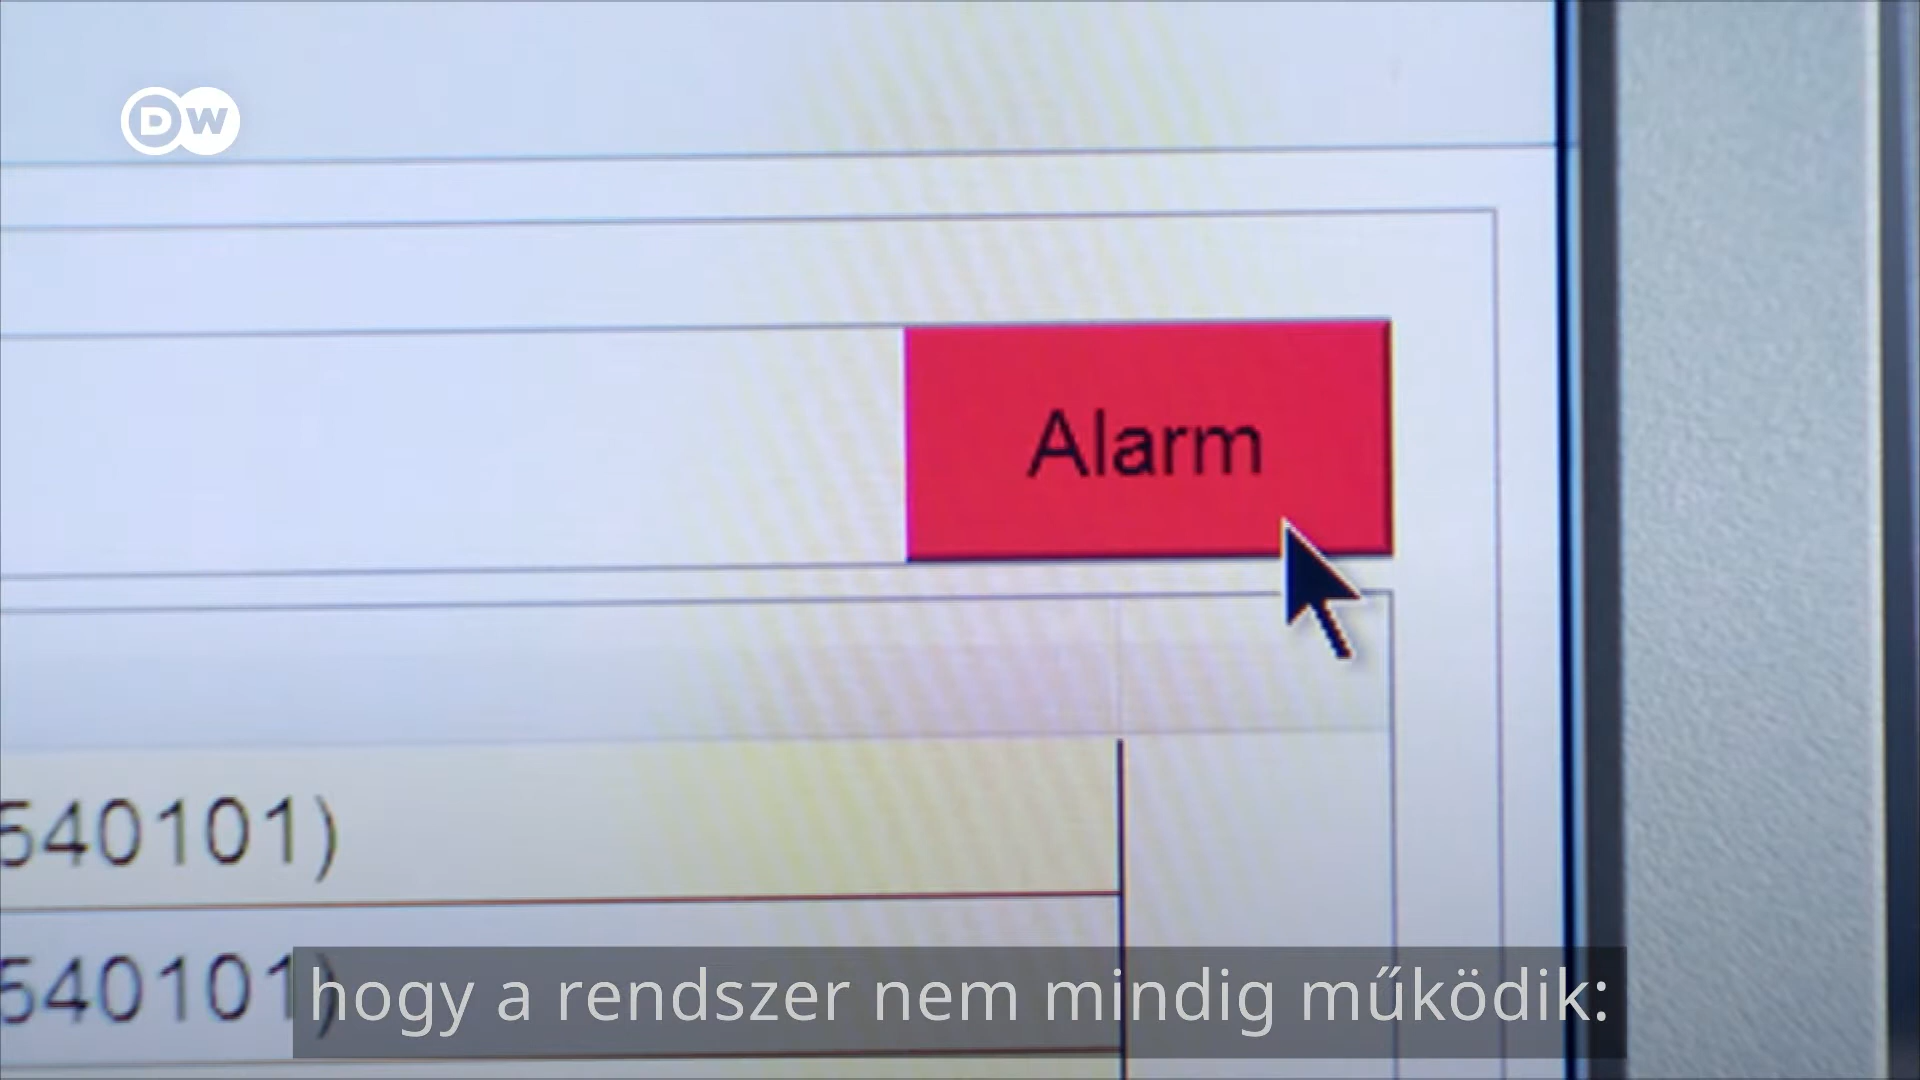 DW
Alarm
540101)
540101)
hogy a rendszer nem mindig működik: